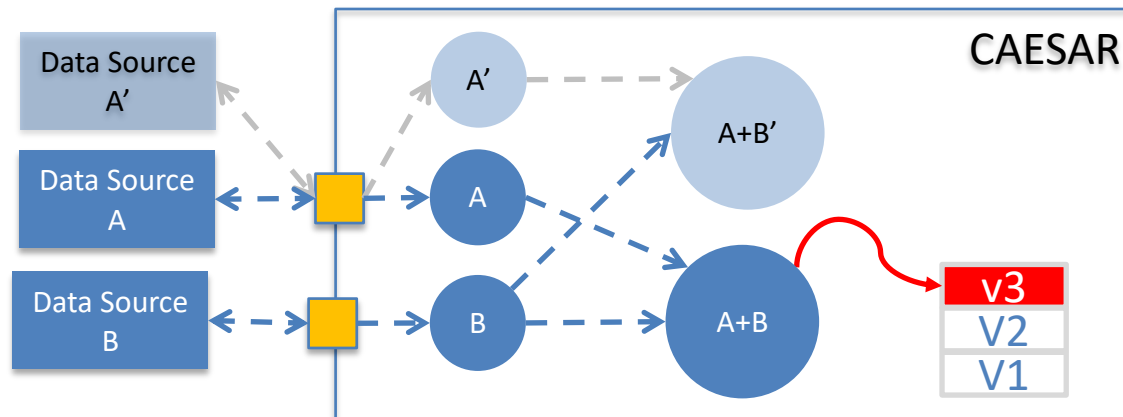 CAESAR
Data Source
A’
A’
A+B’
Data Source
A
A
Data Source
B
B
A+B
v3
V2
V1